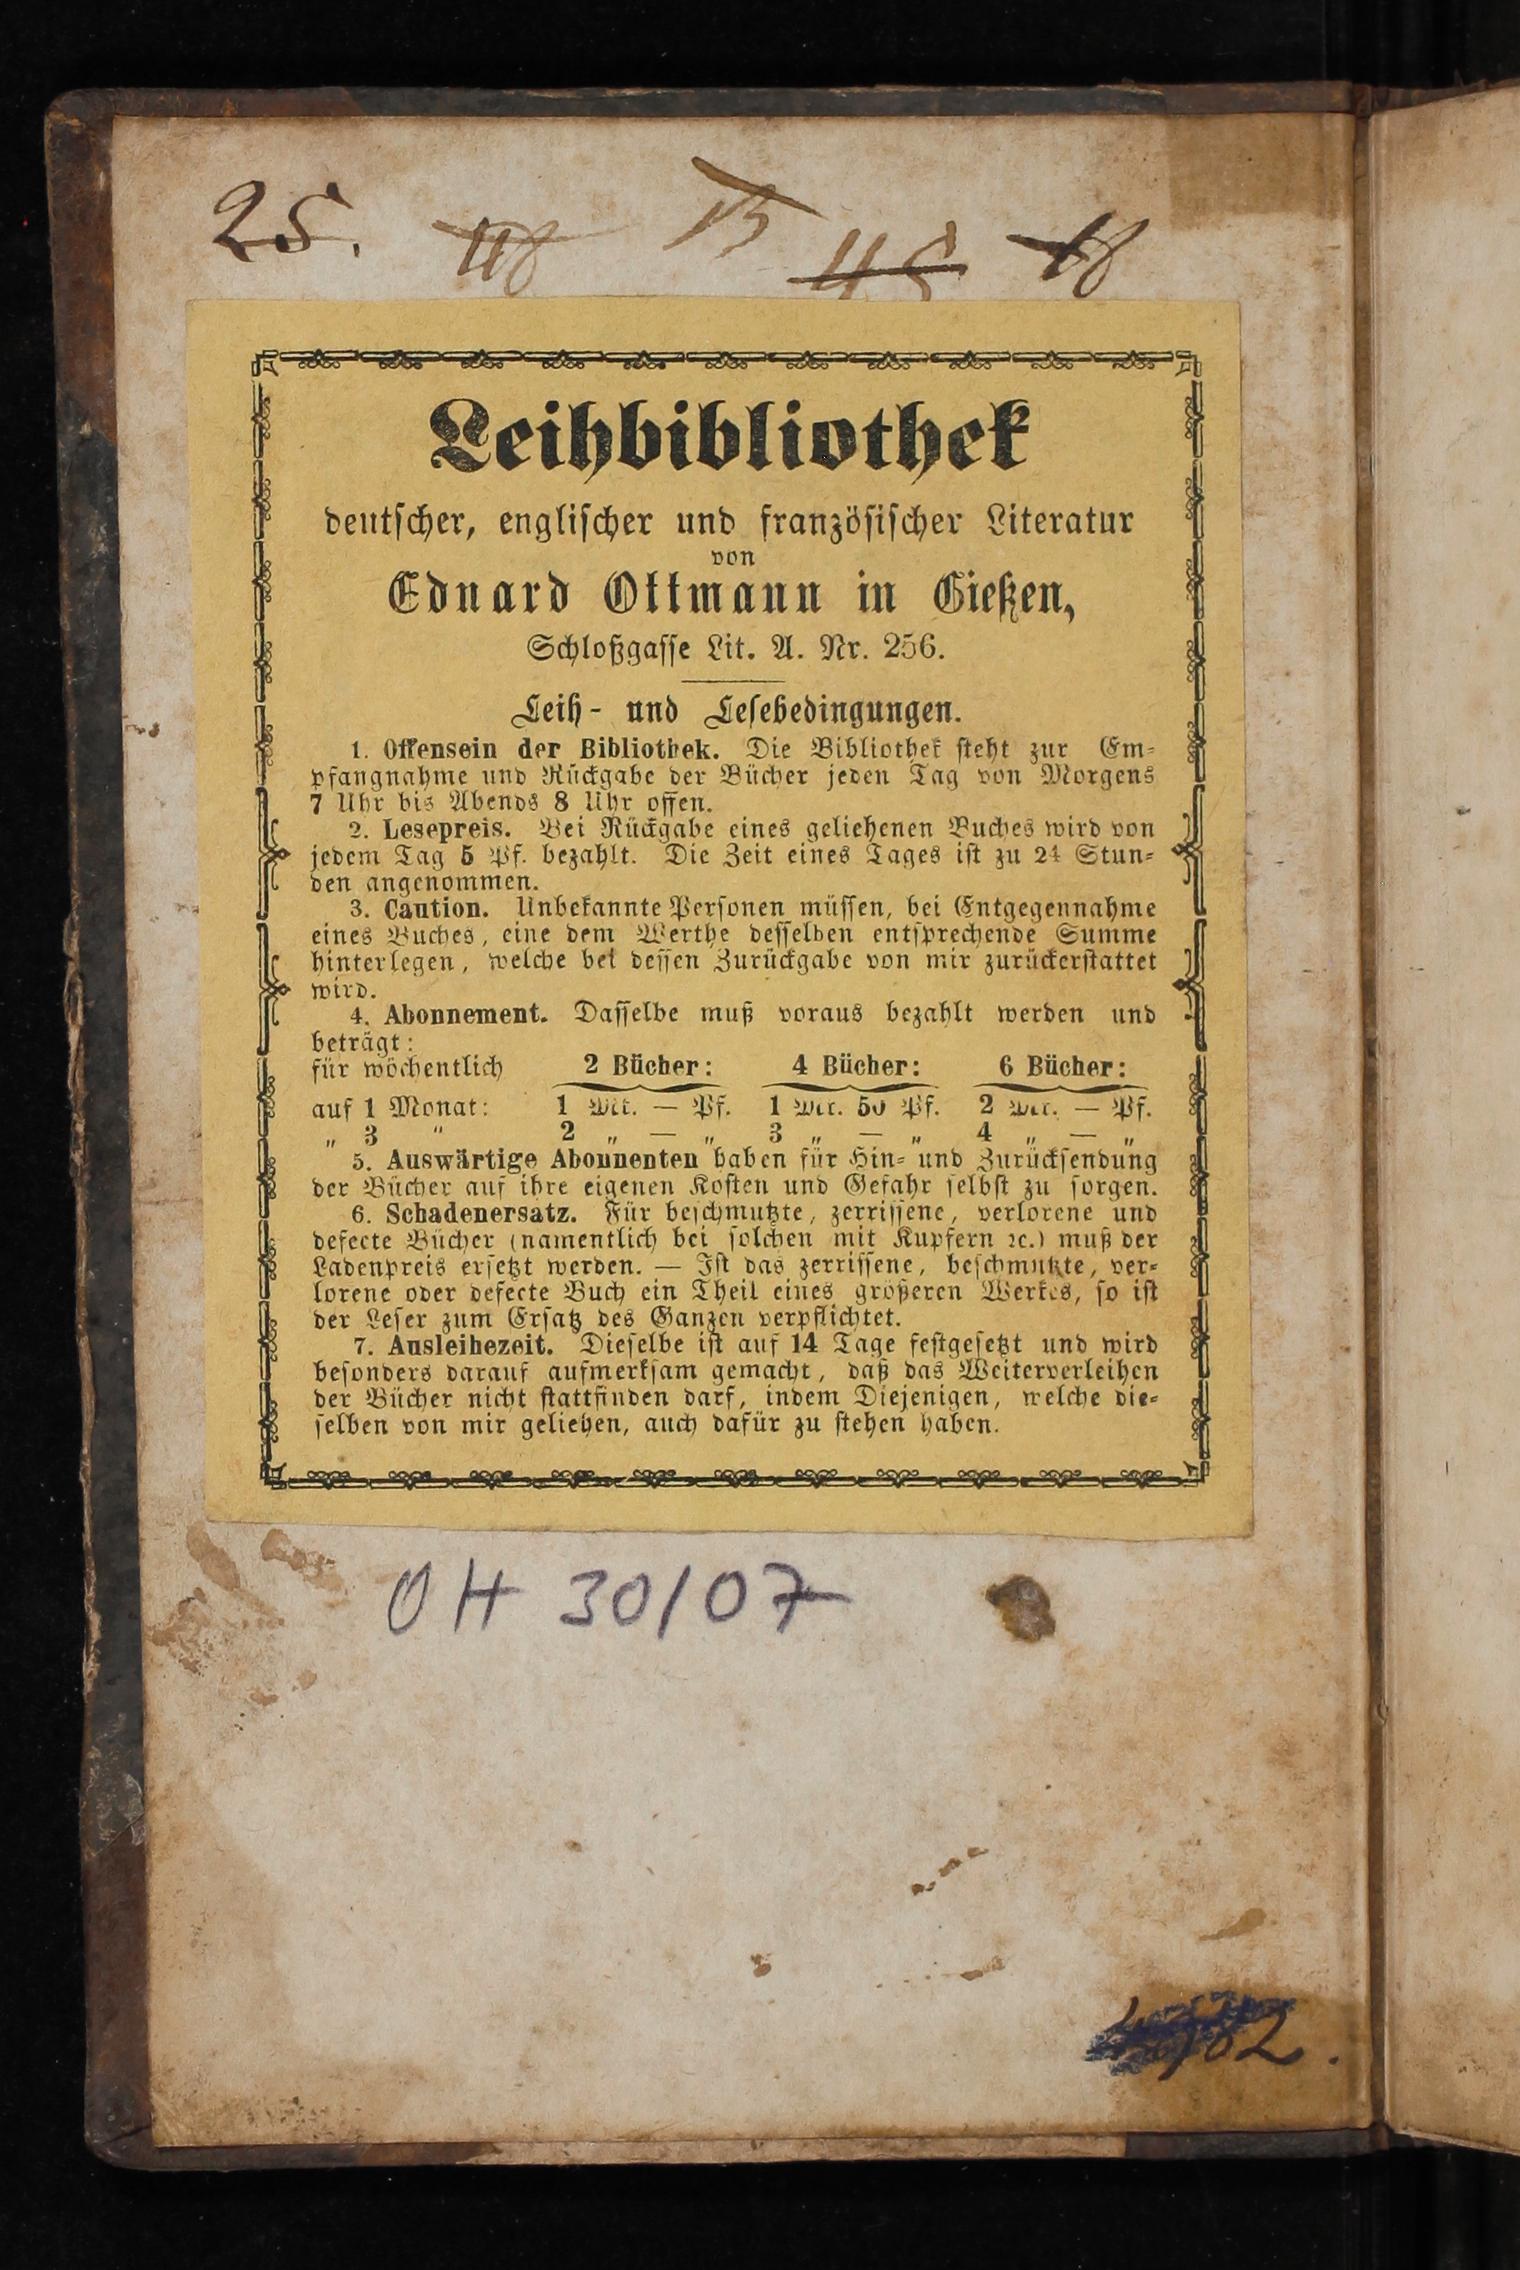 25.
18
Leihbibliothek
deutscher, englischer und französischer Literatur
von
Eduard Ottmann in Gießen,
Schloßgasse Lit. A. Nr. 256.
Leih- und Lesebedingungen.
1. Offensein der Bibliothek. Die Bibliothek steht zur Em-
pfangnahme und Rückgabe der Bücher jeden Tag von Morgens
7 Uhr bis Abends 8 Uhr offen.
2. Lesepreis. Bei Rückgabe eines geliehenen Buches wird von
jedem Tag 5 Pf. bezahlt. Die Zeit eines Tages ist zu 24 Stun-
den angenommen.
3. Caution. Unbekannte Personen müssen, bei Entgegennahme
eines Buches, eine dem Werthe desselben entsprechende Summe
hinterlegen, welche bei dessen Zurückgabe von mir zurückerstattet
wird.
4. Abonnement. Dasselbe muß voraus bezahlt werden und
beträgt:
für wöchentlich 2 Bücher: 4 Bücher: 6 Bücher:
auf 1 Monat: 1 Mk. — Pf. 1 Mk. 50 Pf. 2 Mk. — Pf.
„ 3 „ 2 „ — „ 3 „ — „ 4 „ — „
5. Auswärtige Abonnenten haben für Hin- und Zurücksendung
der Bücher auf ihre eigenen Kosten und Gefahr selbst zu sorgen.
6. Schadenersatz. Für beschmutzte, zerrissene, verlorene und
defecte Bücher (namentlich bei solchen mit Kupfern ꝛc.) muß der
Ladenpreis ersetzt werden. — Ist das zerrissene, beschmutzte, ver-
lorene oder defecte Buch ein Theil eines größeren Werkes, so ist
der Leser zum Ersatz des Ganzen verpflichtet.
7. Ausleihezeit. Dieselbe ist auf 14 Tage festgesetzt und wird
besonders darauf aufmerksam gemacht, daß das Weiterverleihen
der Bücher nicht stattfinden darf, indem Diejenigen, welche die-
selben von mir geliehen, auch dafür zu stehen haben.
OH 30/07